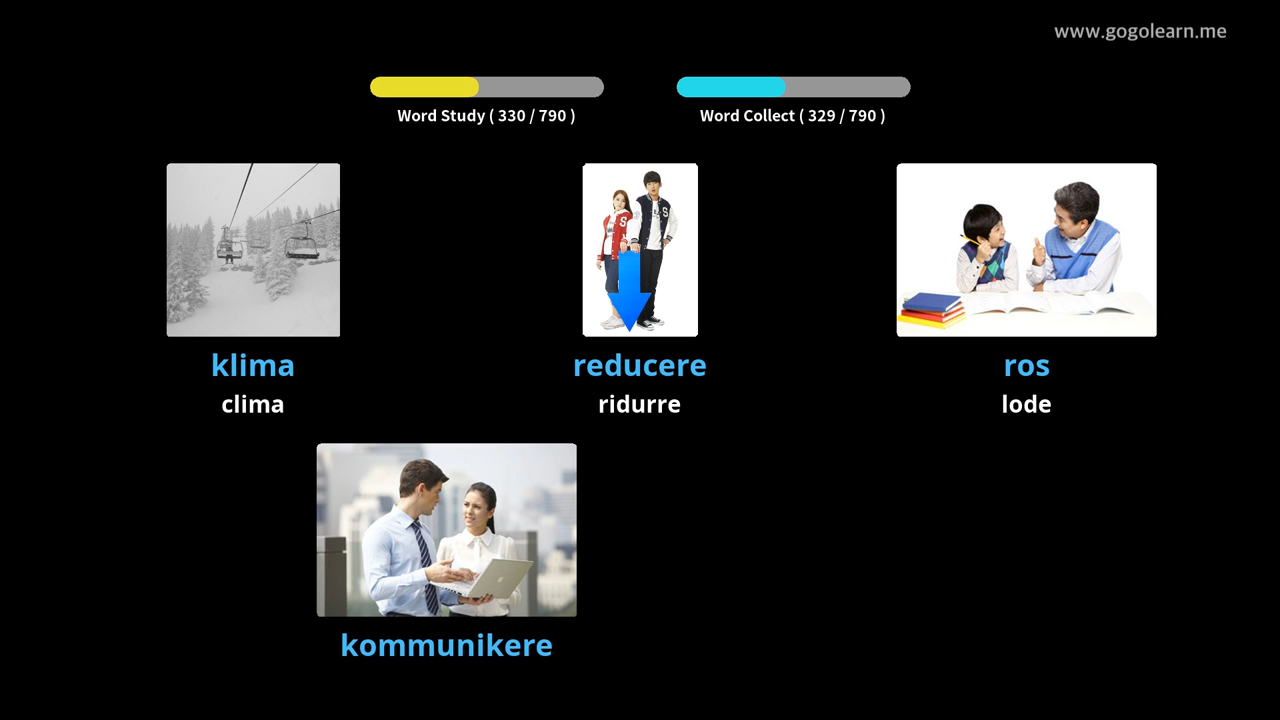 www.gogolearn.me
Word Study ( 330 / 790 )
Word Collect ( 329 / 790 )
S
S
klima
reducere
ros
clima
ridurre
lode
kommunikere